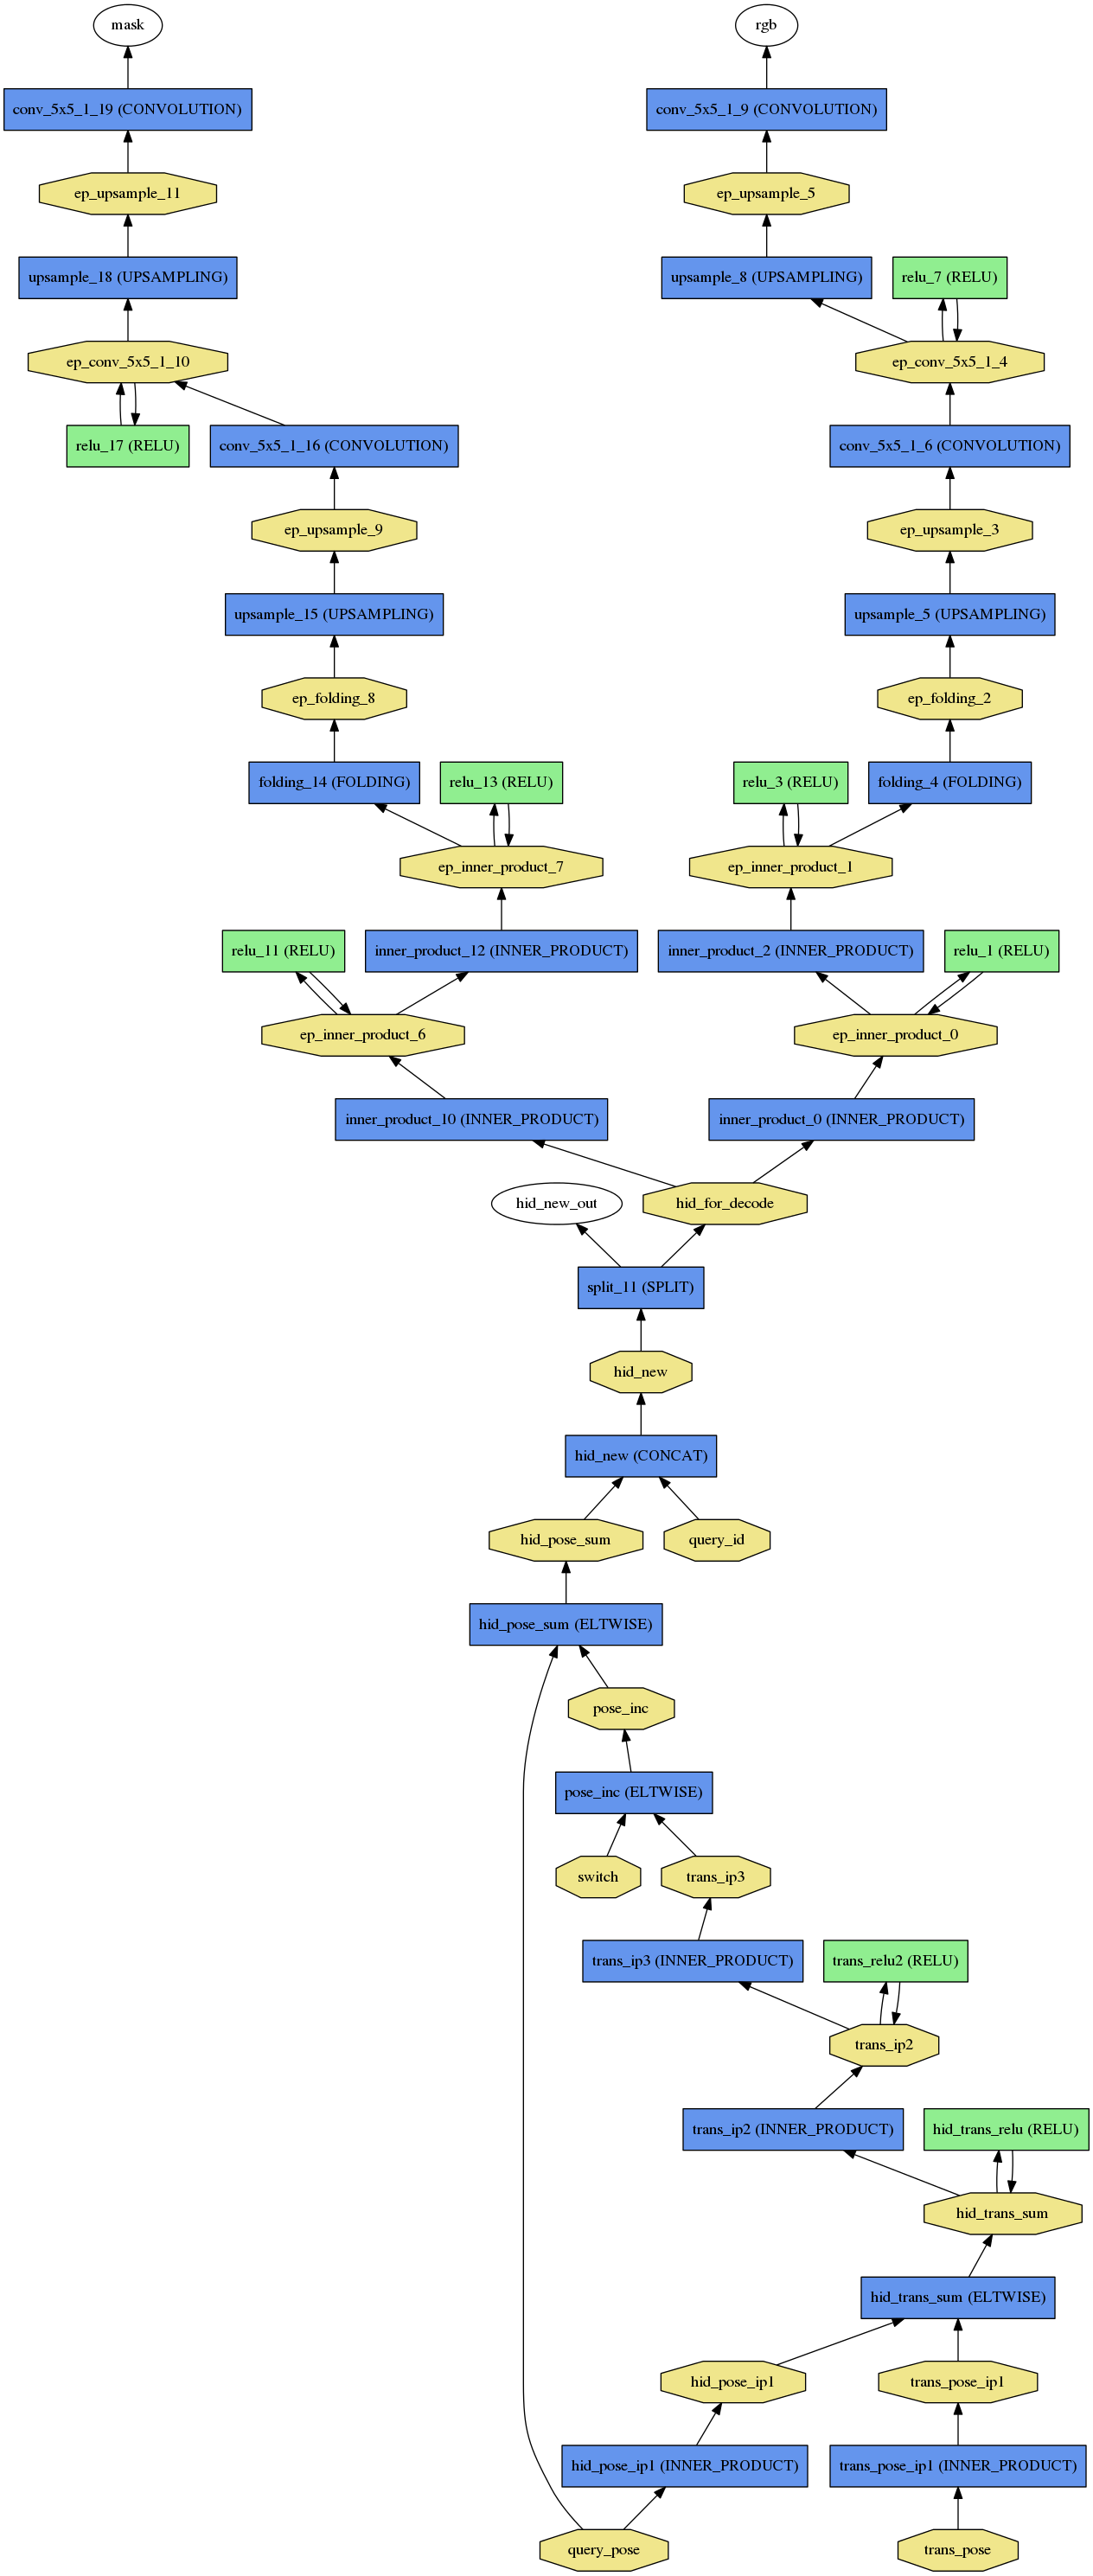 mask
rgb
conv_5x5_1_19 (CONVOLUTION)
conv_5x5_1_9 (CONVOLUTION)
ep_upsample_11
ep_upsample_5
upsample_18 (UPSAMPLING)
upsample_8 (UPSAMPLING)
relu_7 (RELU)
ep_conv_5x5_1_10
ep_conv_5x5_1_4
relu_17 (RELU)
conv_5x5_1_16 (CONVOLUTION)
conv_5x5_1_6 (CONVOLUTION)
ep_upsample_9
ep_upsample_3
upsample_15 (UPSAMPLING)
upsample_5 (UPSAMPLING)
ep_folding_8
ep_folding_2
folding_14 (FOLDING)
relu_13 (RELU)
relu_3 (RELU)
folding_4 (FOLDING)
ep_inner_product_7
ep_inner_product_1
relu_11 (RELU)
inner_product_12 (INNER_PRODUCT)
inner_product_2 (INNER_PRODUCT)
relu_1 (RELU)
ep_inner_product_6
ep_inner_product_0
inner_product_10 (INNER_PRODUCT)
inner_product_0 (INNER_PRODUCT)
hid_new_out
hid_for_decode
split_11 (SPLIT)
hid_new
hid_new (CONCAT)
hid_pose_sum
query_id
hid_pose_sum (ELTWISE)
pose_inc
pose_inc (ELTWISE)
switch
trans_ip3
trans_ip3 (INNER_PRODUCT)
trans_relu2 (RELU)
trans_ip2
trans_ip2 (INNER_PRODUCT)
hid_trans_relu (RELU)
hid_trans_sum
hid_trans_sum (ELTWISE)
hid_pose_ip1
trans_pose_ip1
hid_pose_ip1 (INNER_PRODUCT)
trans_pose_ip1 (INNER_PRODUCT)
query_pose
trans_pose